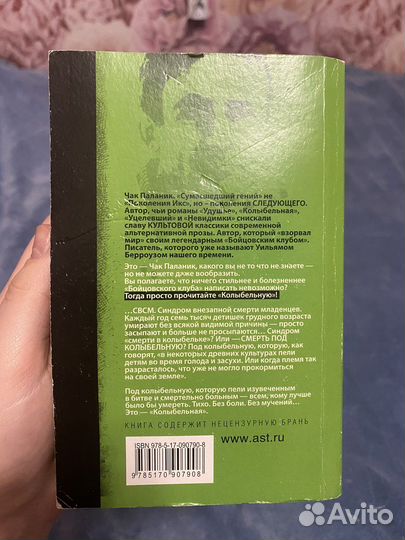 Чак Паланик. «Сумасшедший гений» не
«Поколения Икс», но – поколения СЛЕДУЮЩЕГО.
Автор, чьи романы «Удушье», «Колыбельная»,
«Уцелевший» и «Невидимки» снискали
славу КУЛЬТОВОЙ классики современной
альтернативной прозы. Автор, который «взорвал
мир» своим легендарным «Бойцовским клубом».
Писатель, которого уже называют Уильямом
Берроузом нашего времени.
Это — Чак Паланик, какого вы не то что не знаете —
но не можете даже вообразить.
Вы полагаете, что ничего стильнее и болезненнее
«Бойцовского клуба» написать невозможно?
Тогда просто прочитайте «Колыбельную»!
...СВСМ. Синдром внезапной смерти младенцев.
Каждый год семь тысяч детишек грудного возраста
умирают без всякой видимой причины — просто
засыпают и больше не просыпаются... Синдром
«смерти в колыбельке»? Или — СМЕРТЬ ПОД
КОЛЫБЕЛЬНУЮ? Под колыбельную, которую, как
говорят, «в некоторых древних культурах пели
детям во время голода и засухи. Или когда племя так
разрасталось, что уже не могло прокормиться
на своей земле».
Под колыбельную, которую пели изувеченным
в битве и смертельно больным — всем, кому лучше
было бы умереть. Тихо. Без боли. Без мучений...
Это — «Колыбельная».
КНИГА СОДЕРЖИТ НЕЦЕНЗУРНУЮ БРАНЬ
www.ast.ru
ISBN 978-5-17-090790-8
9 785170 907908
Avito